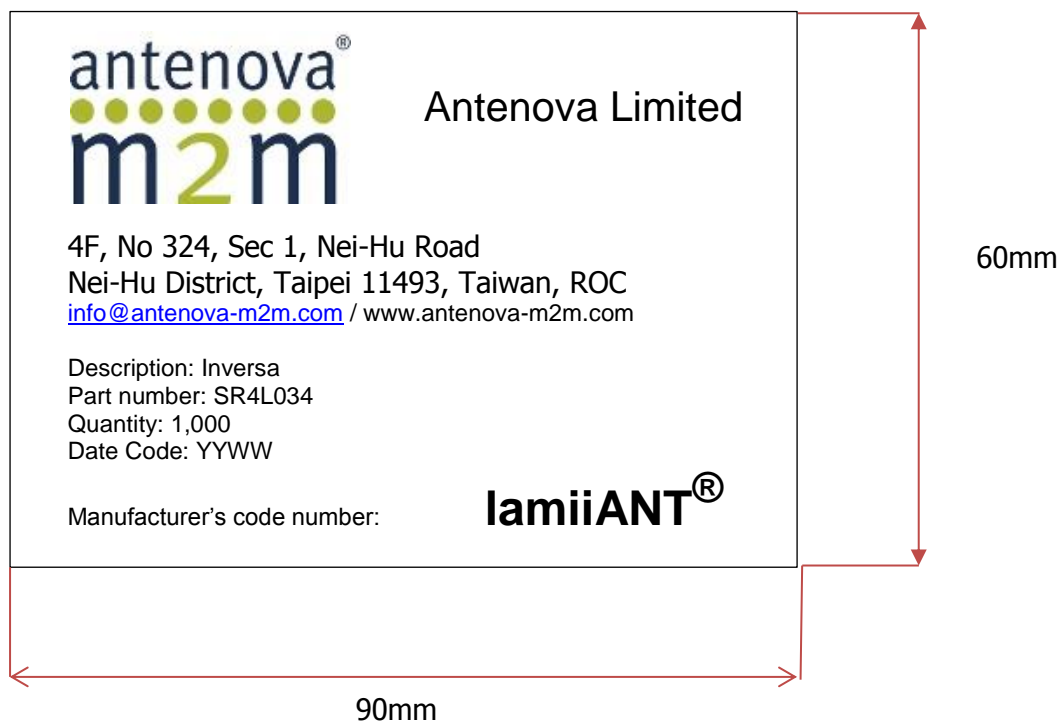 antenova®
m2m
Antenova Limited
4F, No 324, Sec 1, Nei-Hu Road
Nei-Hu District, Taipei 11493, Taiwan, ROC
info@antenova-m2m.com / www.antenova-m2m.com
Description: Inversa
Part number: SR4L034
Quantity: 1,000
Date Code: YYWW
Manufacturer's code number:
lamiiANT®
60mm
90mm